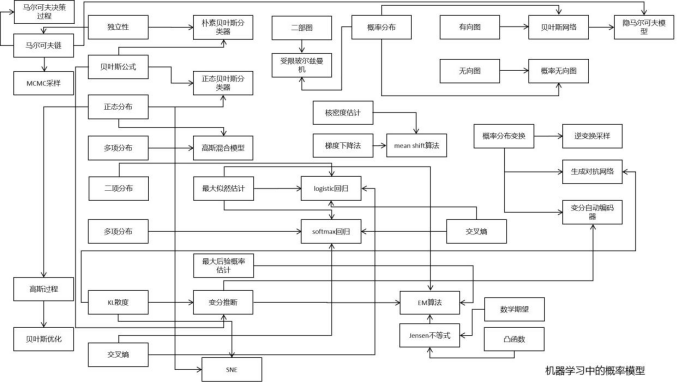 马尔可夫决策
过程
马尔可夫链
MCMC采样
独立性
朴素贝叶斯分
类器
贝叶斯公式
正态贝叶斯分
类器
正态分布
多项分布
高斯混合模型
二项分布
最大似然估计
logistic回归
多项分布
softmax回归
交叉熵
二部图
受限玻尔兹曼
机
概率分布
有向图
贝叶斯网络
隐马尔可夫模
型
无向图
概率无向图
核密度估计
梯度下降法
mean shift算法
概率分布变换
逆变换采样
生成对抗网络
变分自动编码
器
最大后验概率
估计
高斯过程
KL散度
变分推断
EM算法
数学期望
贝叶斯优化
交叉熵
Jensen不等式
凸函数
SNE
机器学习中的概率模型